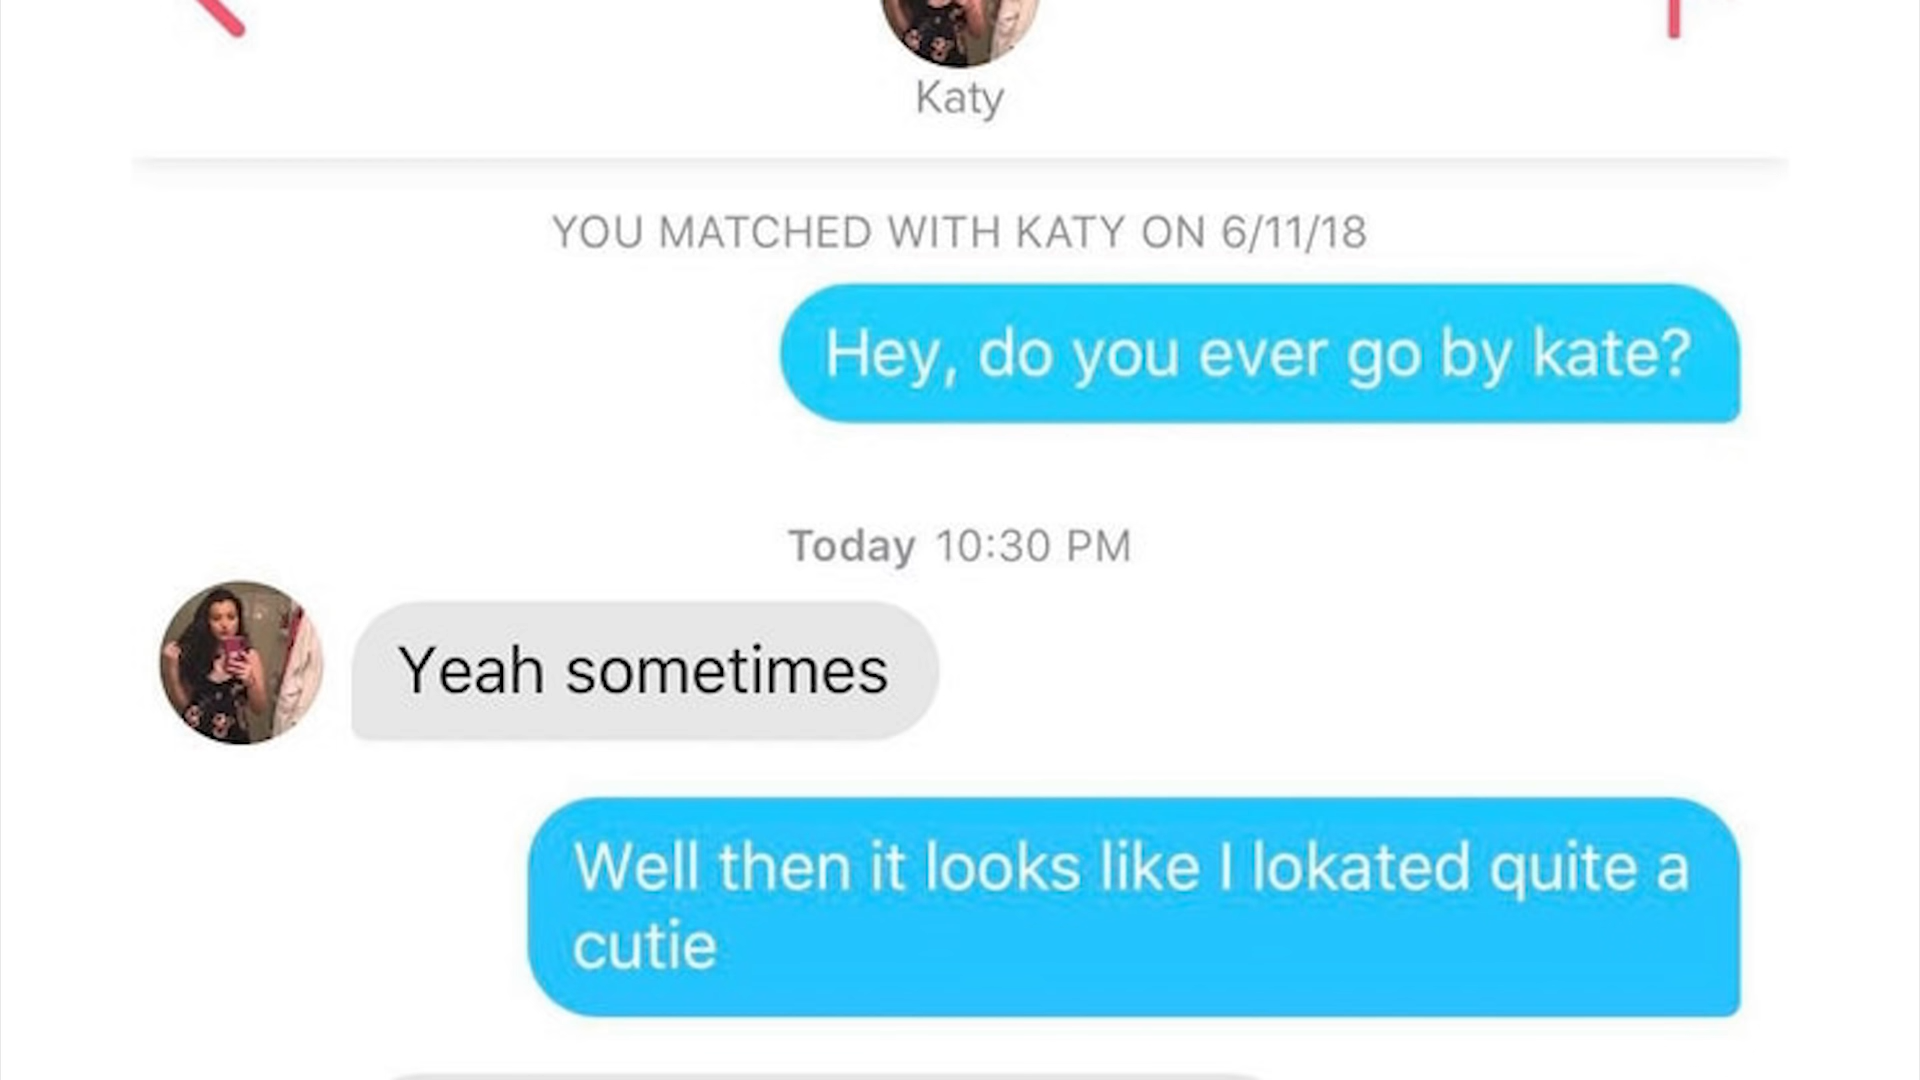 Katy
YOU MATCHED WITH KATY ON 6/11/18
Hey, do you ever go by kate?
Today 10:30 PM
Yeah sometimes
Well then it looks like I lokated quite a
cutie